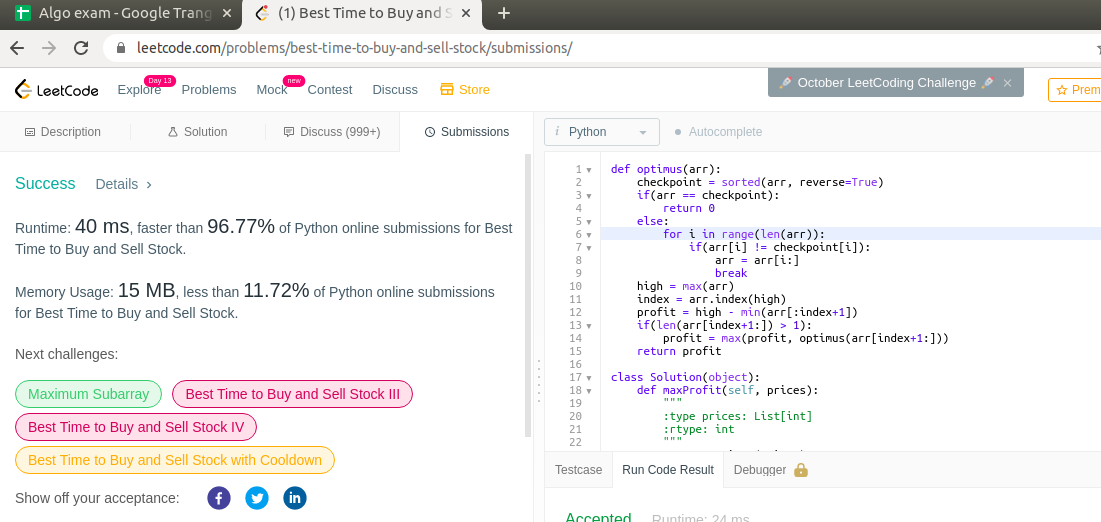 Algo exam - Google Trang
(1) Best Time to Buy and S
leetcode.com/problems/best-time-to-buy-and-sell-stock/submissions/
LeetCode
Explore Day 13 Problems Mock new Contest Discuss Store
October LeetCoding Challenge
Prem
Description Solution Discuss (999+) Submissions
Success Details
Runtime: 40 ms, faster than 96.77% of Python online submissions for Best
Time to Buy and Sell Stock.
Memory Usage: 15 MB, less than 11.72% of Python online submissions
for Best Time to Buy and Sell Stock.
Next challenges:
Maximum Subarray Best Time to Buy and Sell Stock III
Best Time to Buy and Sell Stock IV
Best Time to Buy and Sell Stock with Cooldown
Show off your acceptance:
i Python Autocomplete
1 def optimus(arr):
2     checkpoint = sorted(arr, reverse=True)
3     if(arr == checkpoint):
4         return 0
5     else:
6         for i in range(len(arr)):
7             if(arr[i] != checkpoint[i]):
8                 arr = arr[i:]
9                 break
10     high = max(arr)
11     index = arr.index(high)
12     profit = high - min(arr[:index+1])
13     if(len(arr[index+1:]) > 1):
14         profit = max(profit, optimus(arr[index+1:]))
15     return profit
16
17 class Solution(object):
18     def maxProfit(self, prices):
19         """
20         :type prices: List[int]
21         :rtype: int
22         """
Testcase Run Code Result Debugger
Accepted Runtime: 24 ms